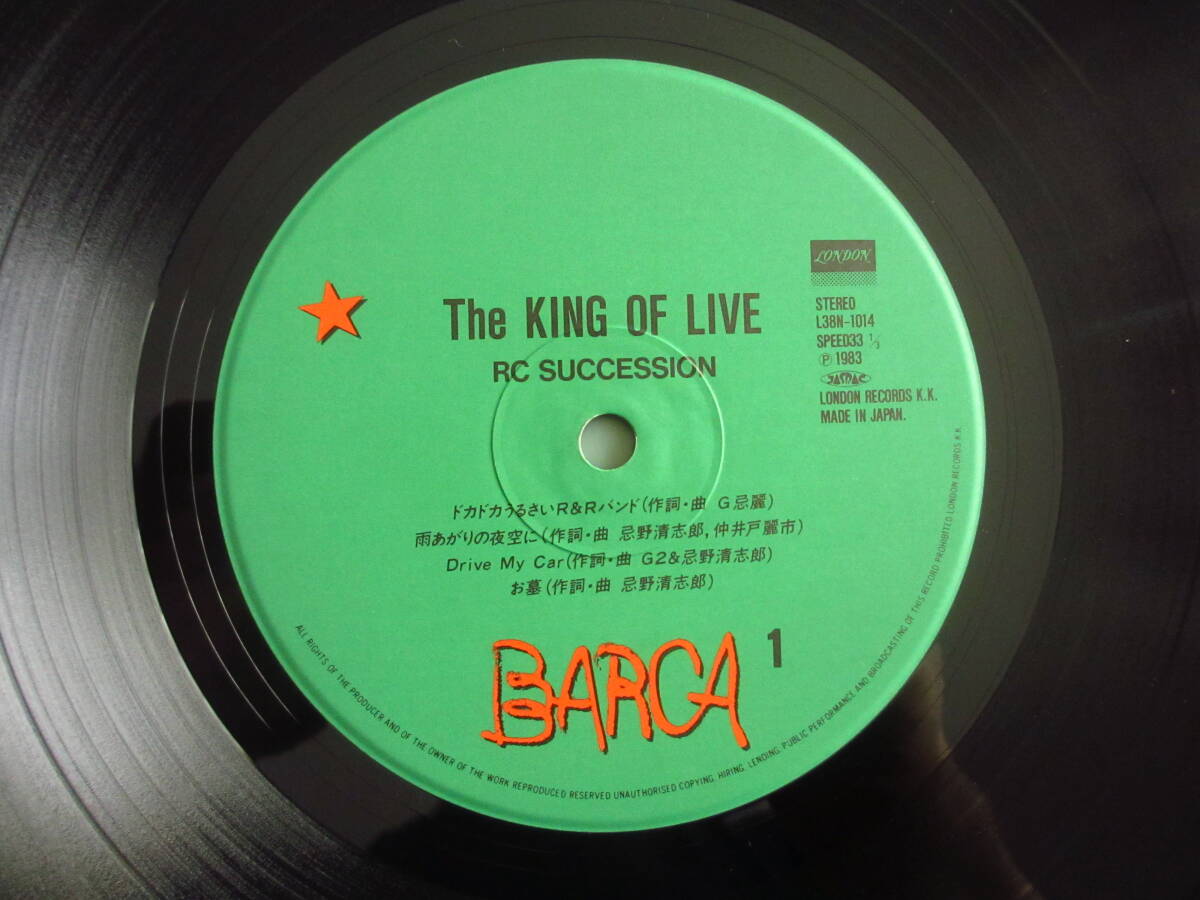 LONDON
The KING OF LIVE
RC SUCCESSION
STEREO
L38N-1014
SPEED33 1/3
Ⓟ 1983
JASRAC
LONDON RECORDS K.K.
MADE IN JAPAN.
ドカドカうるさいR&Rバンド(作詞・曲 G忌麗)
雨あがりの夜空に(作詞・曲 忌野清志郎,仲井戸麗市)
Drive My Car(作詞・曲 G2&忌野清志郎)
お墓(作詞・曲 忌野清志郎)
BARCA
1
ALL RIGHTS OF THE PRODUCER AND OF THE OWNER OF THE WORK REPRODUCED RESERVED UNAUTHORISED COPYING, HIRING, LENDING, PUBLIC PERFORMANCE AND BROADCASTING OF THIS RECORD PROHIBITED LONDON RECORDS K.K.